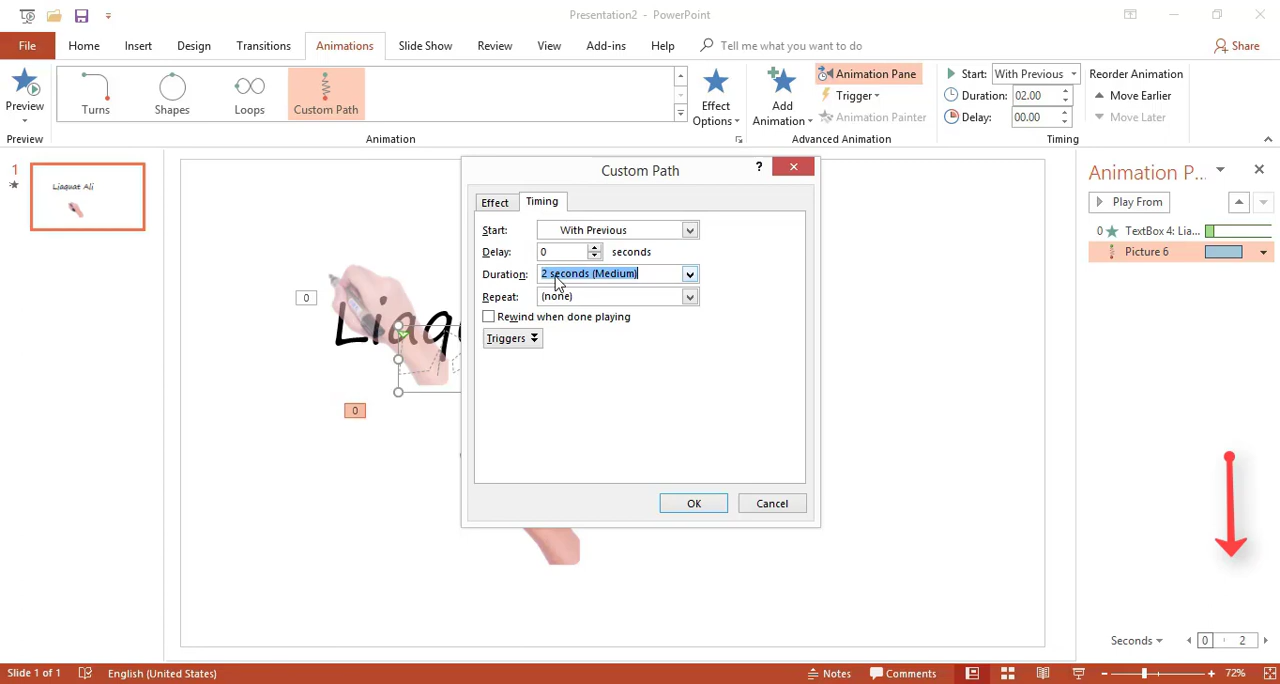 Presentation2 - PowerPoint
File Home Insert Design Transitions Animations Slide Show Review View Add-ins Help Tell me what you want to do Share
Preview
Turns Shapes Loops Custom Path
Effect Options
Add Animation
Animation Pane
Trigger
Animation Painter
Start: With Previous
Duration: 02.00
Delay: 00.00
Reorder Animation
Move Earlier
Move Later
Preview Animation Advanced Animation Timing
1
Liaquat Ali
0
Liaq
0
Custom Path
?
Effect Timing
Start: With Previous
Delay: 0 seconds
Duration: 2 seconds (Medium)
Repeat: (none)
Rewind when done playing
Triggers
OK Cancel
Animation P...
Play From
0 TextBox 4: Lia...
Picture 6
Seconds 0 2
Slide 1 of 1 English (United States) Notes Comments 72%